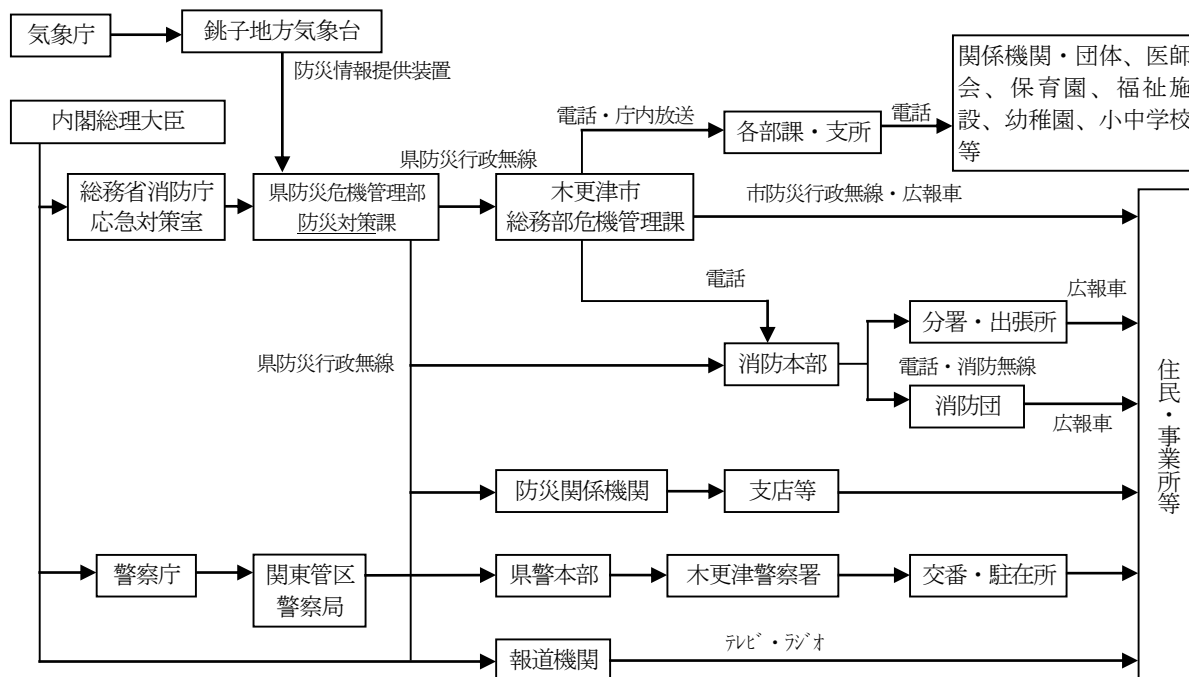 気象庁
銚子地方気象台
防災情報提供装置
内閣総理大臣
総務省消防庁
応急対策室
県防災危機管理部
防災対策課
県防災行政無線
木更津市
総務部危機管理課
電話・庁内放送
各部課・支所
電話
関係機関・団体、医師
会、保育園、福祉施
設、幼稚園、小中学校
等
市防災行政無線・広報車
電話
県防災行政無線
消防本部
分署・出張所
広報車
電話・消防無線
消防団
広報車
防災関係機関
支店等
警察庁
関東管区
警察局
県警本部
木更津警察署
交番・駐在所
報道機関
ﾃﾚﾋﾞ・ﾗｼﾞｵ
住民・事業所等